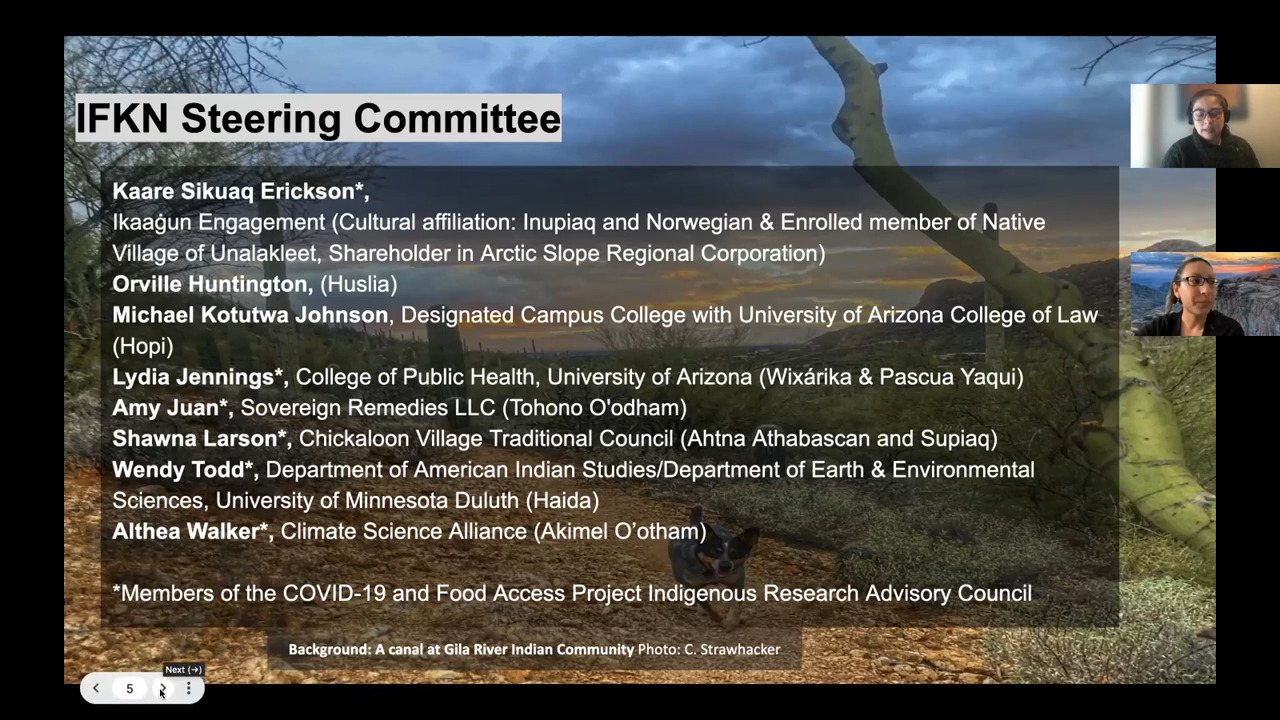 IFKN Steering Committee
Kaare Sikuaq Erickson*,
Ikaaġun Engagement (Cultural affiliation: Inupiaq and Norwegian & Enrolled member of Native
Village of Unalakleet, Shareholder in Arctic Slope Regional Corporation)
Orville Huntington, (Huslia)
Michael Kotutwa Johnson, Designated Campus College with University of Arizona College of Law
(Hopi)
Lydia Jennings*, College of Public Health, University of Arizona (Wixárika & Pascua Yaqui)
Amy Juan*, Sovereign Remedies LLC (Tohono O'odham)
Shawna Larson*, Chickaloon Village Traditional Council (Ahtna Athabascan and Supiaq)
Wendy Todd*, Department of American Indian Studies/Department of Earth & Environmental
Sciences, University of Minnesota Duluth (Haida)
Althea Walker*, Climate Science Alliance (Akimel O’otham)
*Members of the COVID-19 and Food Access Project Indigenous Research Advisory Council
Background: A canal at Gila River Indian Community Photo: C. Strawhacker
Next (→)
5